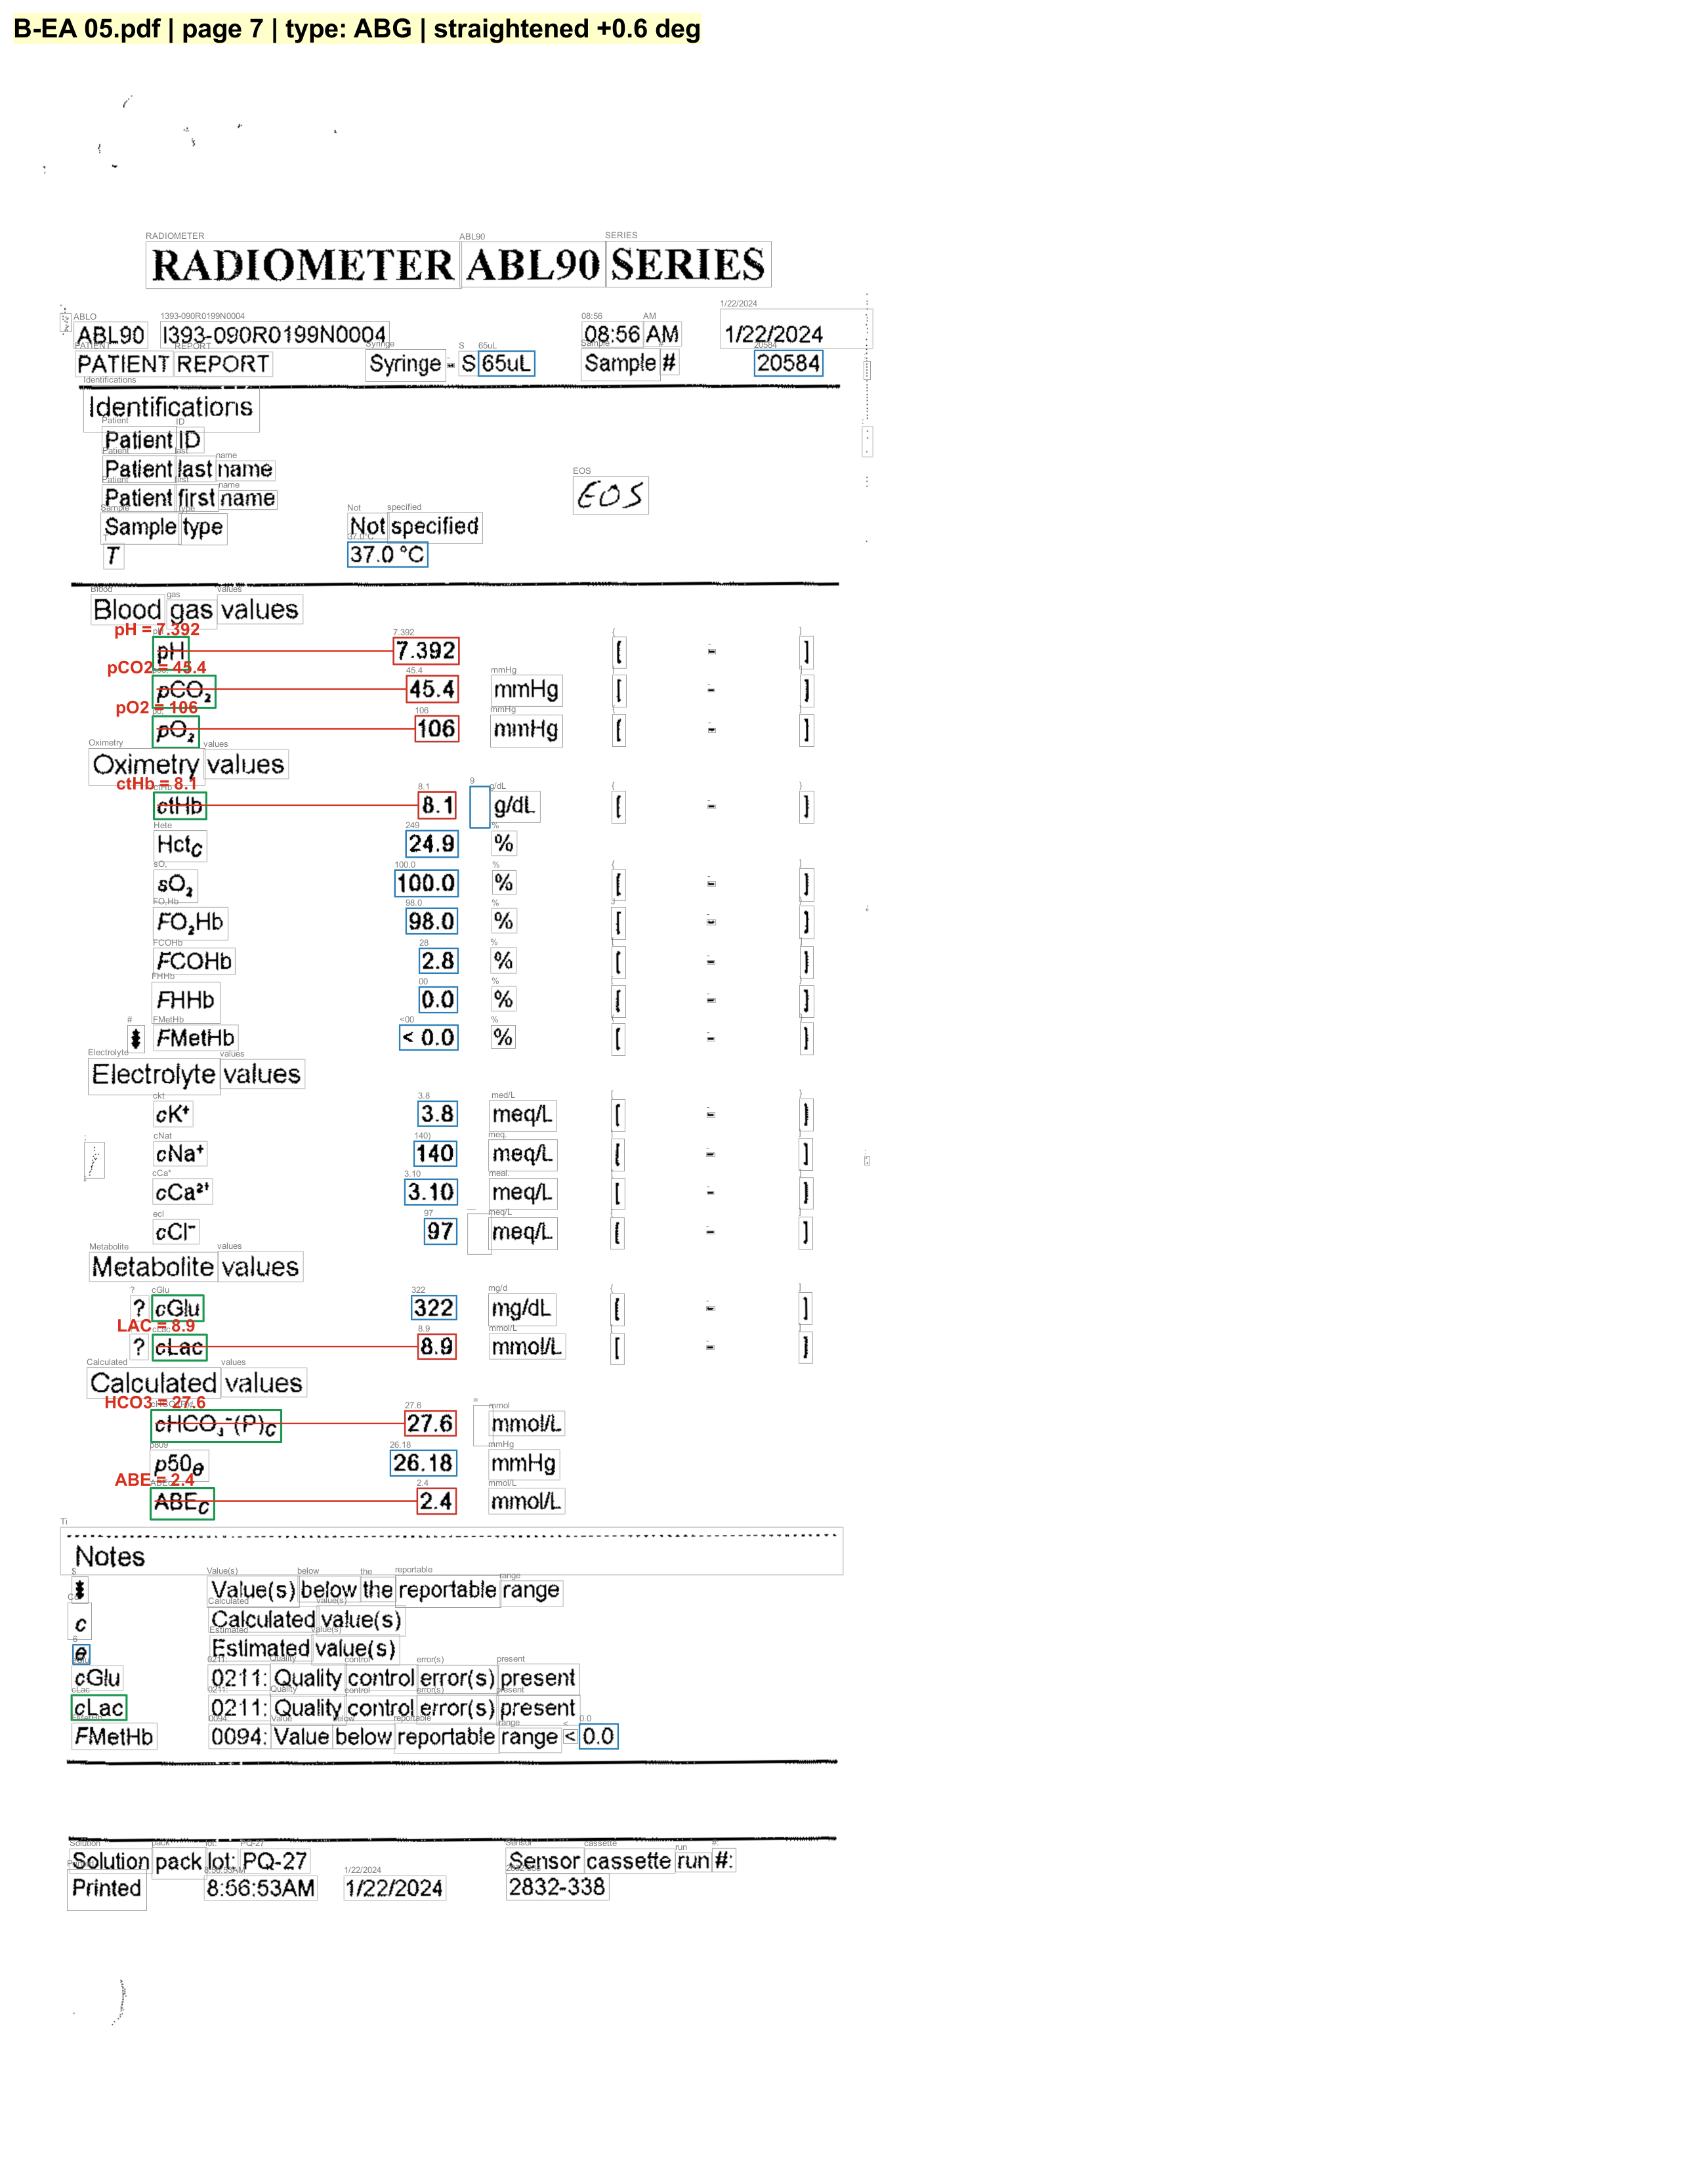 B-EA 05.pdf | page 7 | type: ABG | straightened +0.6 deg
RADIOMETER ABL90 SERIES
ABL90 I393-090R0199N0004 08:56 AM 1/22/2024
PATIENT REPORT Syringe - S 65uL Sample # 20584
Identifications
Patient ID
Patient last name
Patient first name EOS
Sample type Not specified
T 37.0 °C
Blood gas values
pH = 7.392
pH 7.392 [ - ]
pCO2 = 45.4
pCO₂ 45.4 mmHg [ - ]
pO2 = 106
pO₂ 106 mmHg [ - ]
Oximetry values
ctHb = 8.1
ctHb 8.1 g/dL [ - ]
Hctc 24.9 %
sO₂ 100.0 % [ - ]
FO₂Hb 98.0 % [ - ]
FCOHb 2.8 % [ - ]
FHHb 0.0 % [ - ]
FMetHb < 0.0 % [ - ]
Electrolyte values
cK⁺ 3.8 meq/L [ - ]
cNa⁺ 140 meq/L [ - ]
cCa²⁺ 3.10 meq/L [ - ]
cCl⁻ 97 meq/L [ - ]
Metabolite values
? cGlu 322 mg/dL [ - ]
LAC = 8.9
? cLac 8.9 mmol/L [ - ]
Calculated values
HCO3 = 27.6
cHCO₃⁻(P)c 27.6 mmol/L
p50e 26.18 mmHg
ABE = 2.4
ABEc 2.4 mmol/L
Notes
Value(s) below the reportable range
c Calculated value(s)
e Estimated value(s)
cGlu 0211: Quality control error(s) present
cLac 0211: Quality control error(s) present
FMetHb 0094: Value below reportable range < 0.0
Solution pack lot: PQ-27 Sensor cassette run #:
Printed 8:56:53AM 1/22/2024 2832-338